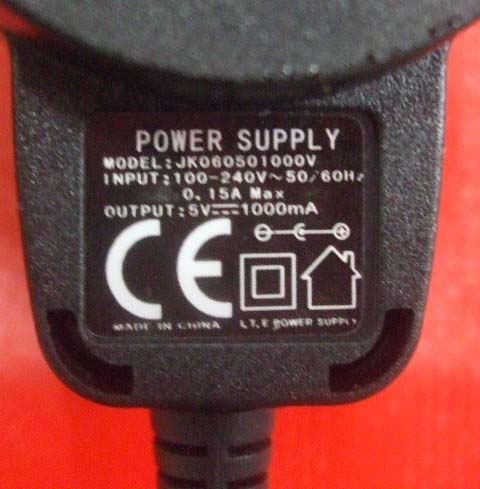 POWER SUPPLY
MODEL:JK060501000V
INPUT:100-240V~50/60Hz
0.15A Max
OUTPUT:5V⎓1000mA
CE
MADE IN CHINA I.T.E POWER SUPPLY